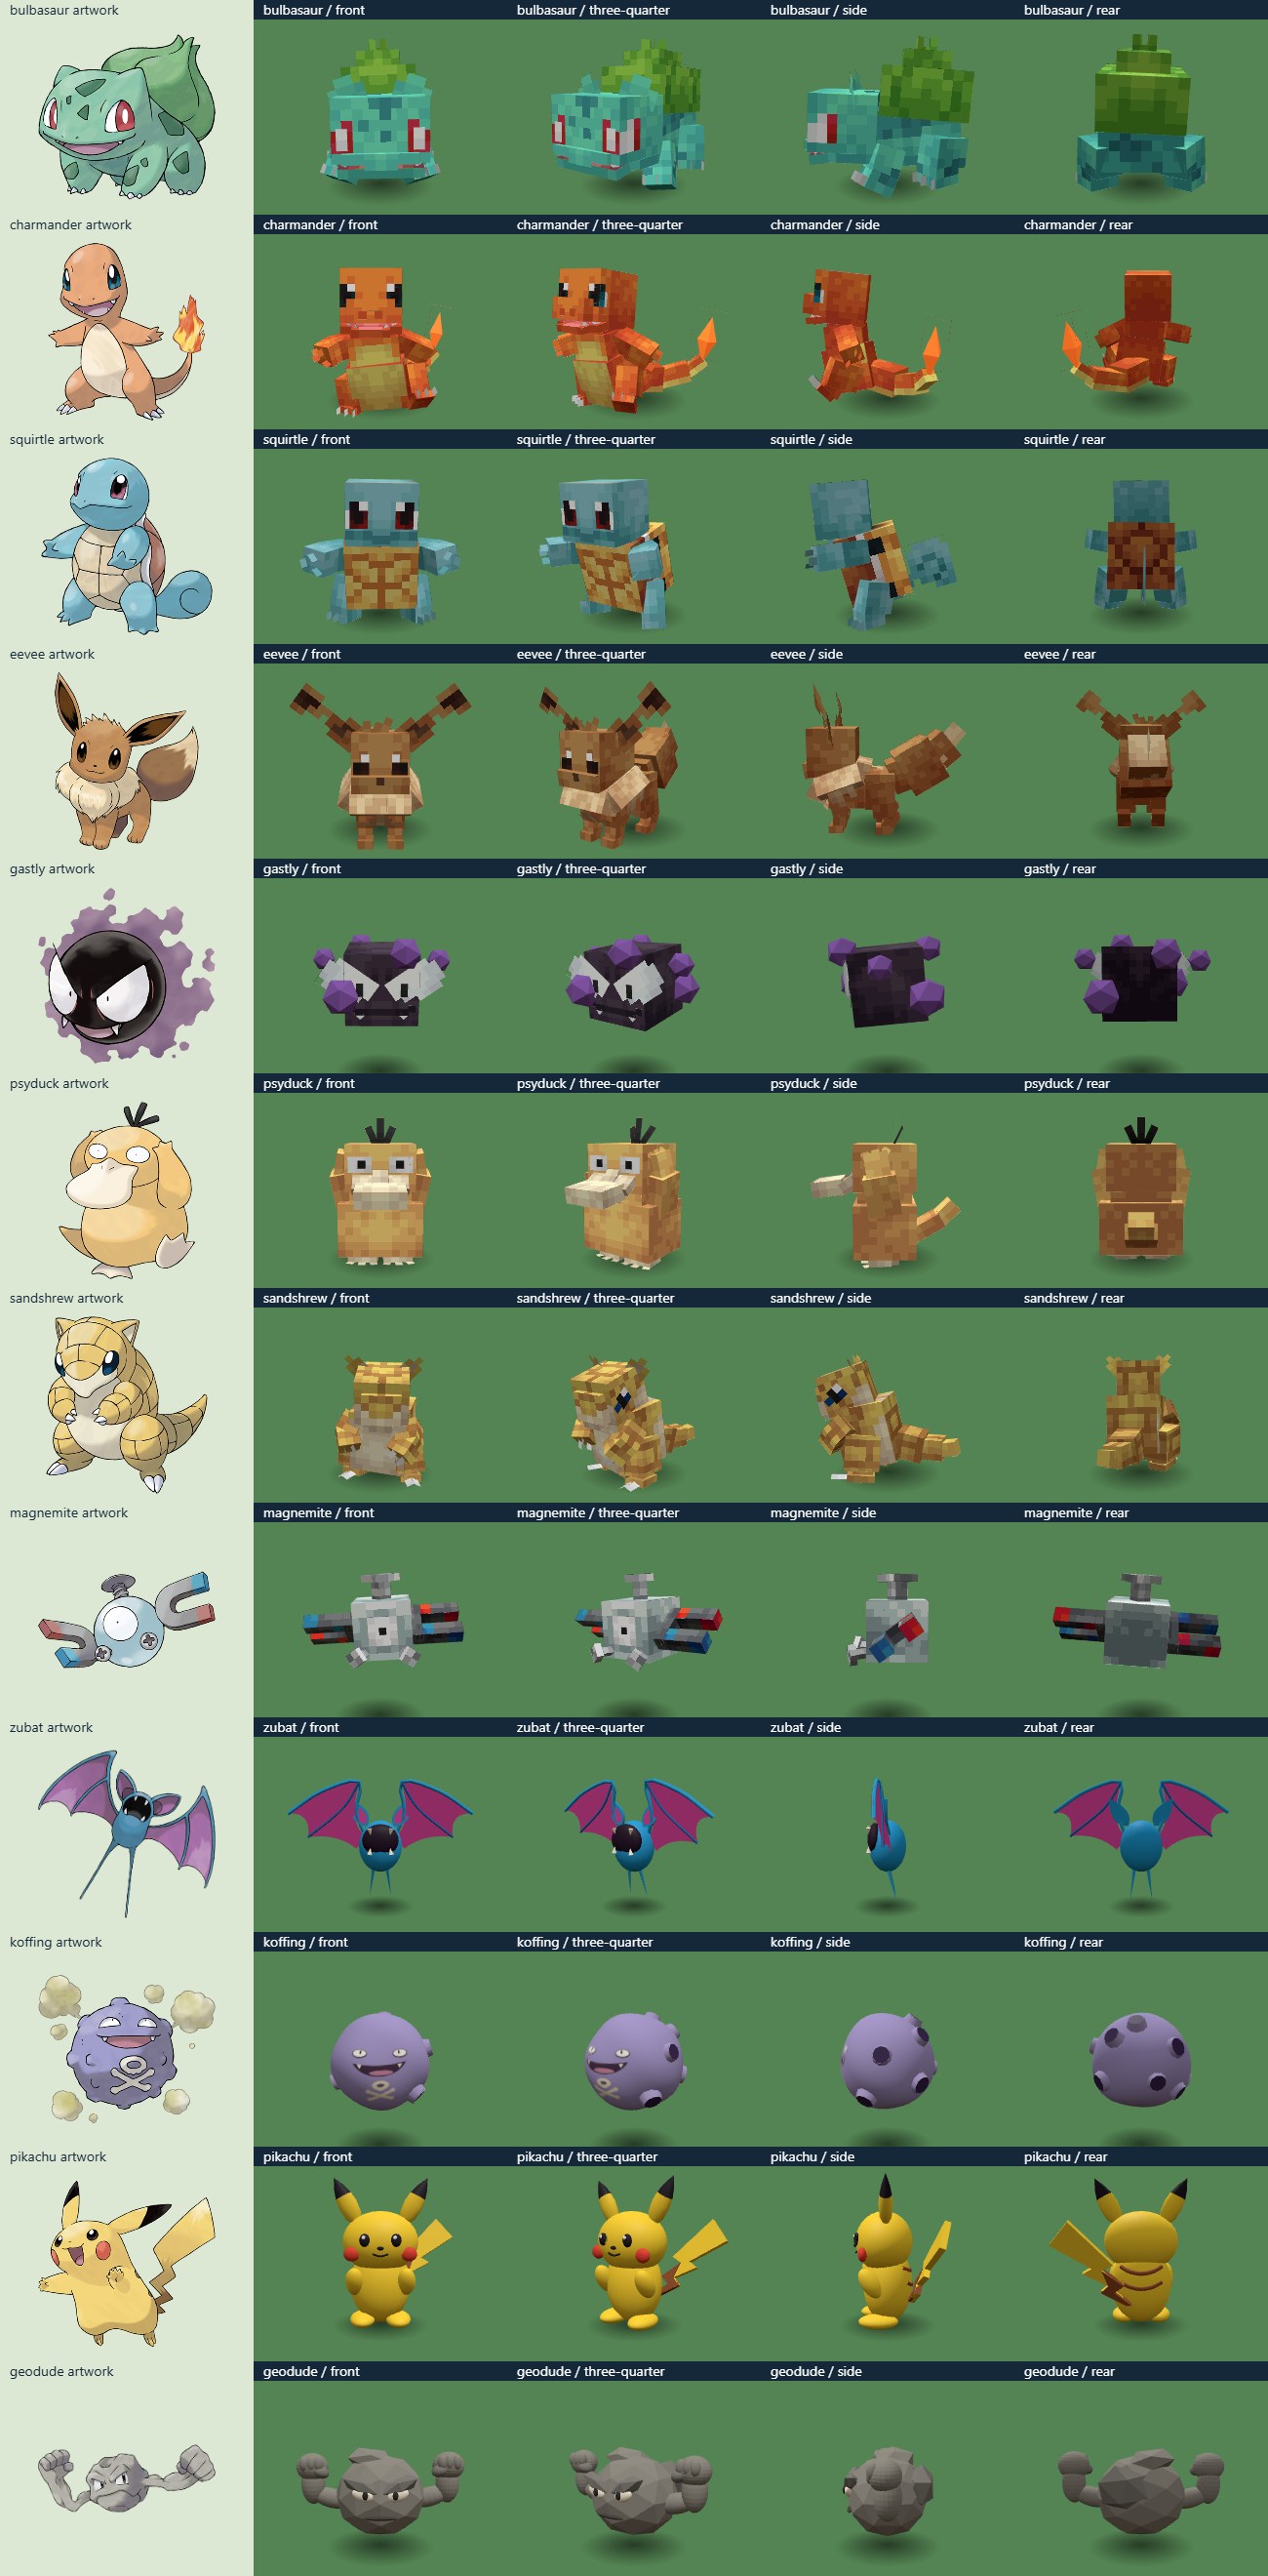 bulbasaur artwork bulbasaur / front bulbasaur / three-quarter bulbasaur / side bulbasaur / rear
charmander artwork charmander / front charmander / three-quarter charmander / side charmander / rear
squirtle artwork squirtle / front squirtle / three-quarter squirtle / side squirtle / rear
eevee artwork eevee / front eevee / three-quarter eevee / side eevee / rear
gastly artwork gastly / front gastly / three-quarter gastly / side gastly / rear
psyduck artwork psyduck / front psyduck / three-quarter psyduck / side psyduck / rear
sandshrew artwork sandshrew / front sandshrew / three-quarter sandshrew / side sandshrew / rear
magnemite artwork magnemite / front magnemite / three-quarter magnemite / side magnemite / rear
zubat artwork zubat / front zubat / three-quarter zubat / side zubat / rear
koffing artwork koffing / front koffing / three-quarter koffing / side koffing / rear
pikachu artwork pikachu / front pikachu / three-quarter pikachu / side pikachu / rear
geodude artwork geodude / front geodude / three-quarter geodude / side geodude / rear